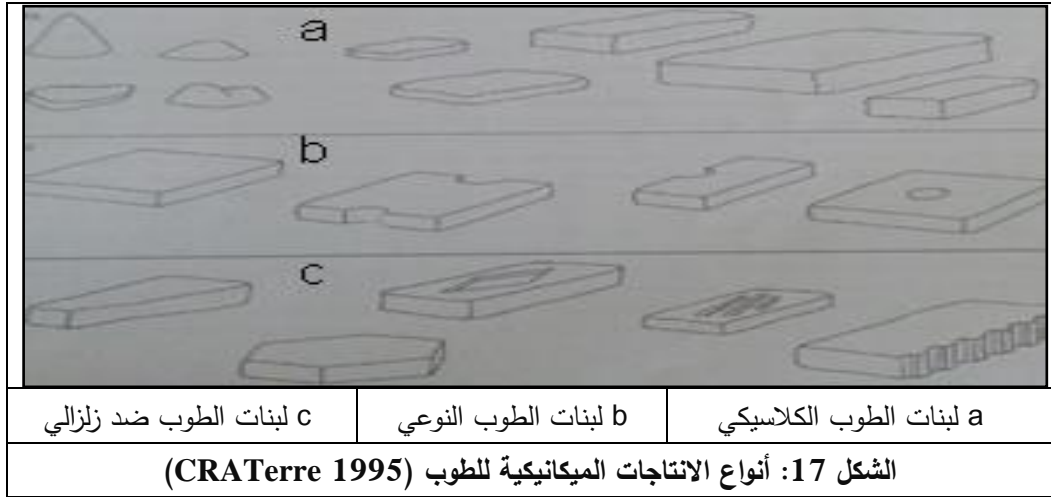 a
b
c
a لبنات الطوب الكلاسيكي
b لبنات الطوب النوعي
c لبنات الطوب ضد زلزالي
الشكل 17: أنواع الانتاجات الميكانيكية للطوب (CRATerre 1995)